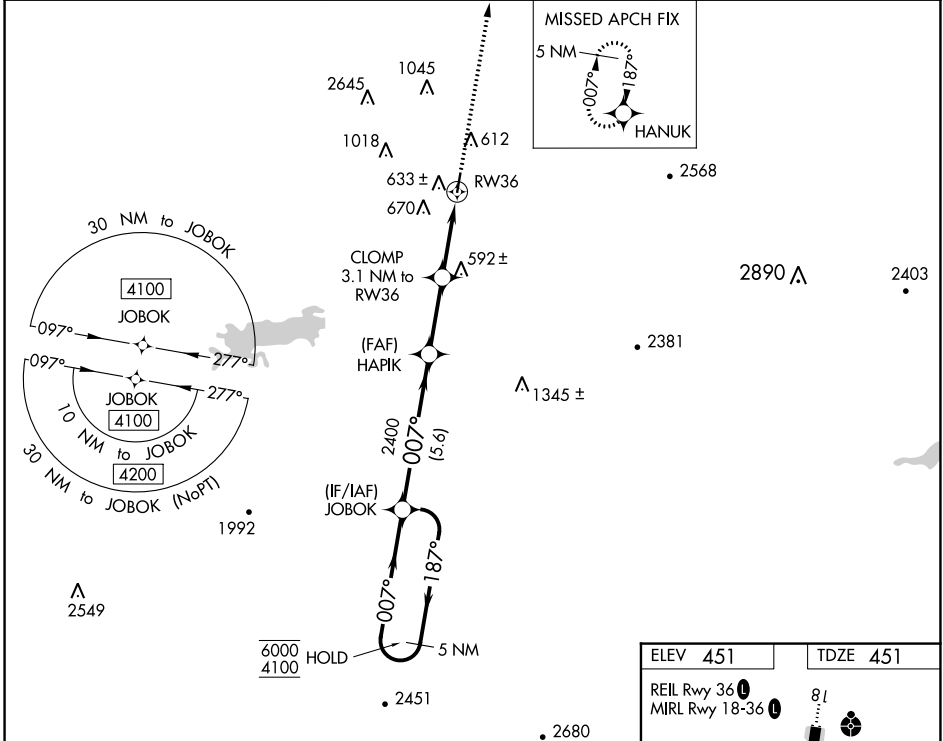 MISSED APCH FIX
5 NM
007°
187°
HANUK
2645
1045
1018
612
633 ±
RW36
670
2568
30 NM to JOBOK
4100
JOBOK
097°
277°
097°
277°
JOBOK
4100
10 NM to JOBOK
4200
30 NM to JOBOK (NoPT)
CLOMP
3.1 NM to
RW36
592 ±
2890
2403
(FAF)
HAPIK
2381
1345 ±
2400
007°
(5.6)
(IF/IAF)
JOBOK
1992
2549
007°
187°
6000
4100
HOLD
5 NM
2451
2680
ELEV 451
TDZE 451
REIL Rwy 36 L
MIRL Rwy 18-36 L
18